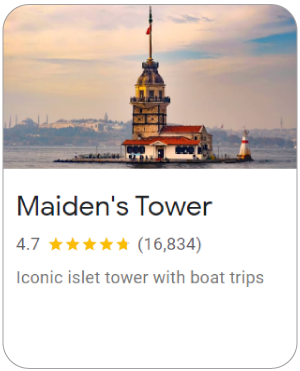 Maiden's Tower
4.7 ★★★★★ (16,834)
Iconic islet tower with boat trips